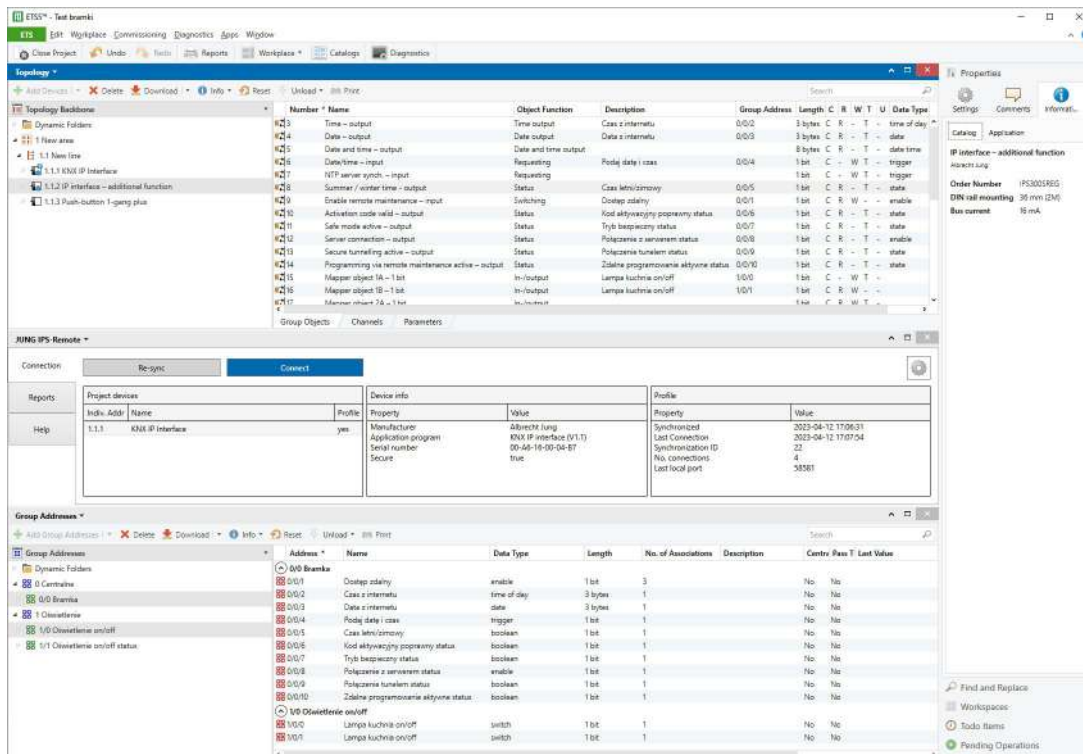 ETS5™ - Test bramki
ETS Edit Workplace Commissioning Diagnostics Apps Window
Close Project Undo Redo Reports Workplace Catalogs Diagnostics
Topology
Add Devices Delete Download Info Reset Unload Print Search
Topology Backbone
Dynamic Folders
1 New area
1.1 New line
1.1.1 KNX IP Interface
1.1.2 IP interface – additional function
1.1.3 Push-button 1-gang plus
Number Name Object Function Description Group Address Length C R W T U Data Type
3 Time – output Time output Czas z internetu 0/0/2 3 bytes C R - T - time of day
4 Date – output Date output Data z internetu 0/0/3 3 bytes C R - T - date
5 Date and time – output Date and time output 8 bytes C R - T - date time
6 Date/time – input Requesting Podaj datę i czas 0/0/4 1 bit C - W T - trigger
7 NTP server synch. – input Requesting 1 bit C - W T - trigger
8 Summer / winter time - output Status Czas letni/zimowy 0/0/5 1 bit C R - T - state
9 Enable remote maintenance – input Switching Dostęp zdalny 0/0/1 1 bit C R W T - enable
10 Activation code valid – output Status Kod aktywacyjny poprawny status 0/0/6 1 bit C R - T - state
11 Safe mode active – output Status Tryb bezpieczny status 0/0/7 1 bit C R - T - state
12 Server connection – output Status Połączenie z serwerem status 0/0/8 1 bit C R - T - enable
13 Secure tunnelling active – output Status Połączenie tunelem status 0/0/9 1 bit C R - T - state
14 Programming via remote maintenance active – output Status Zdalne programowanie aktywne status 0/0/10 1 bit C R - T - state
15 Mapper object 1A – 1 bit In-/output Lampa kuchnia on/off 1/0/0 1 bit C - W T -
16 Mapper object 1B – 1 bit In-/output Lampa kuchnia on/off 1/0/1 1 bit C R W - -
17 Mapper object 2A – 1 bit In-/output 1 bit C R W T -
Group Objects Channels Parameters
JUNG IPS-Remote
Connection Re-sync Connect
Reports
Help
Project devices
Indiv. Addr Name Profile
1.1.1 KNX IP Interface yes
Device info
Property Value
Manufacturer Albrecht Jung
Application program KNX IP interface (V1.1)
Serial number 00-A6-16-00-04-B7
Secure true
Profile
Property Value
Synchronized 2023-04-12 17:06:31
Last Connection 2023-04-12 17:07:54
Synchronization ID 22
No. connections 4
Last local port 58581
Group Addresses
Add Group Addresses Delete Download Info Reset Unload Print Search
Group Addresses
Dynamic Folders
0 Centralne
0/0 Bramka
1 Oświetlenie
1/0 Oświetlenie on/off
1/1 Oświetlenie on/off status
Address Name Data Type Length No. of Associations Description Centra Pass T Last Value
0/0 Bramka
0/0/1 Dostęp zdalny enable 1 bit 3 No No
0/0/2 Czas z internetu time of day 3 bytes 1 No No
0/0/3 Data z internetu date 3 bytes 1 No No
0/0/4 Podaj datę i czas trigger 1 bit 1 No No
0/0/5 Czas letni/zimowy boolean 1 bit 1 No No
0/0/6 Kod aktywacyjny poprawny status boolean 1 bit 1 No No
0/0/7 Tryb bezpieczny status boolean 1 bit 1 No No
0/0/8 Połączenie z serwerem status enable 1 bit 1 No No
0/0/9 Połączenie tunelem status boolean 1 bit 1 No No
0/0/10 Zdalne programowanie aktywne status boolean 1 bit 1 No No
1/0 Oświetlenie on/off
1/0/0 Lampa kuchnia on/off switch 1 bit 1 No No
1/0/1 Lampa kuchnia on/off switch 1 bit 1 No No
Properties
Settings Comments Informati...
Catalog Application
IP interface – additional function
Albrecht Jung
Order Number IPS300SREG
DIN rail mounting 36 mm (2M)
Bus current 16 mA
Find and Replace
Workspaces
Todo Items
Pending Operations